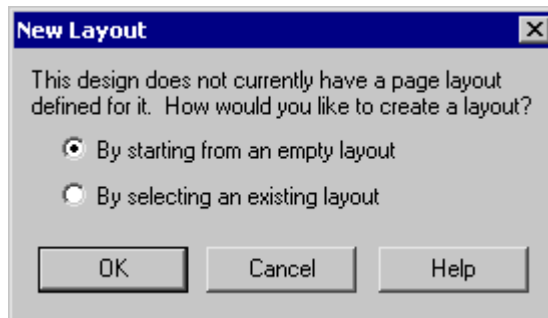 New Layout
This design does not currently have a page layout
defined for it.  How would you like to create a layout?
By starting from an empty layout
By selecting an existing layout
OK
Cancel
Help